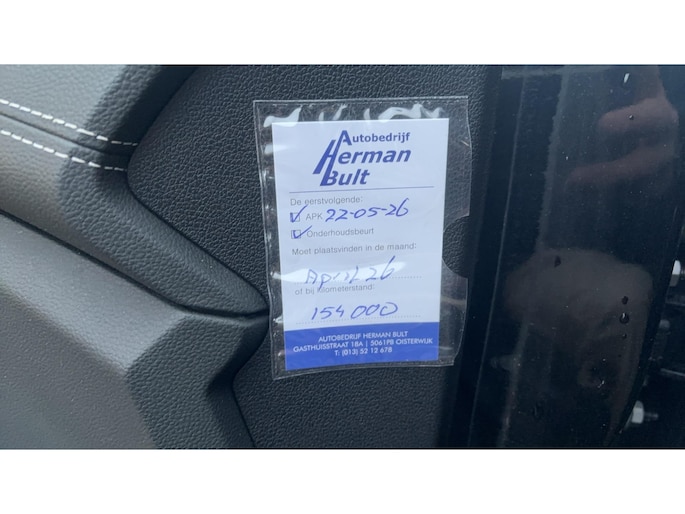 Autobedrijf
Herman
Bult
De eerstvolgende:
APK 22-05-26
Onderhoudsbeurt
Moet plaatsvinden in de maand:
April 26
of bij kilometerstand:
154000
AUTOBEDRIJF HERMAN BULT
GASTHUISSTRAAT 18A | 5061PB OISTERWIJK
T: (013) 52 12 678